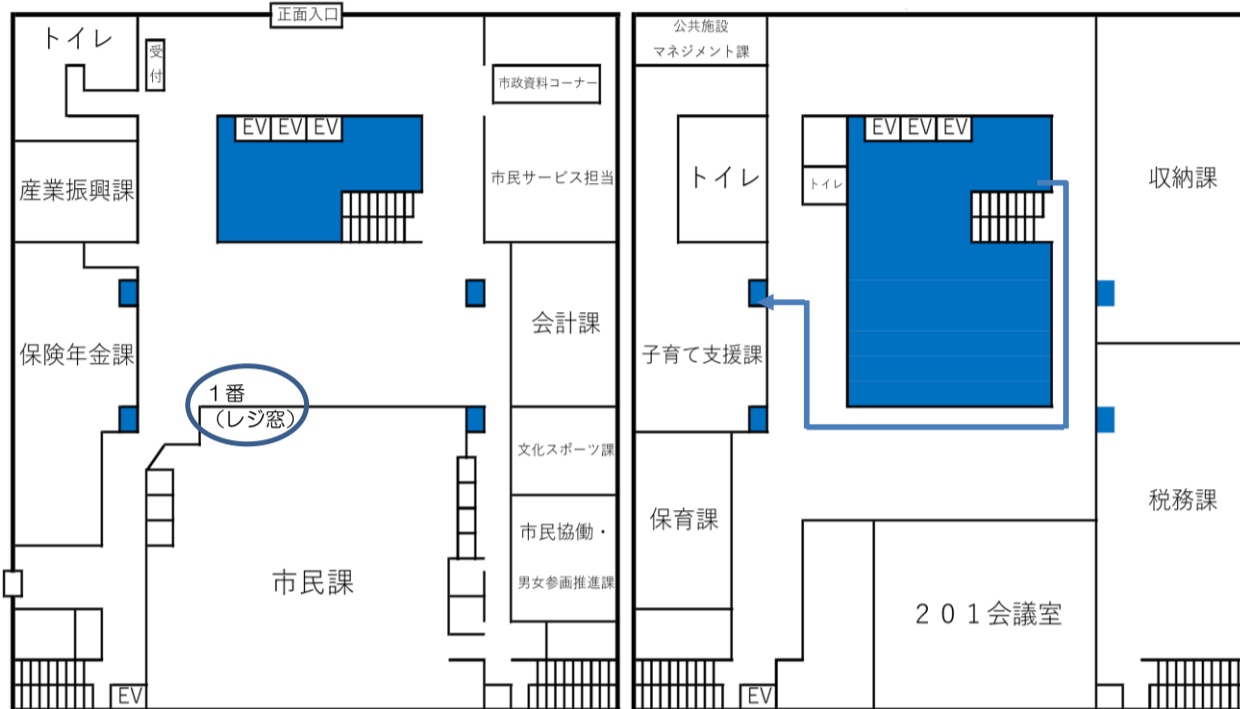 正面入口
トイレ
受
付
市政資料コーナー
EV
EV
EV
産業振興課
市民サービス担当
保険年金課
会計課
１番
（レジ窓）
文化スポーツ課
市民協働・
男女参画推進課
市民課
EV
公共施設
マネジメント課
EV
EV
EV
トイレ
トイレ
収納課
子育て支援課
保育課
税務課
２０１会議室
EV